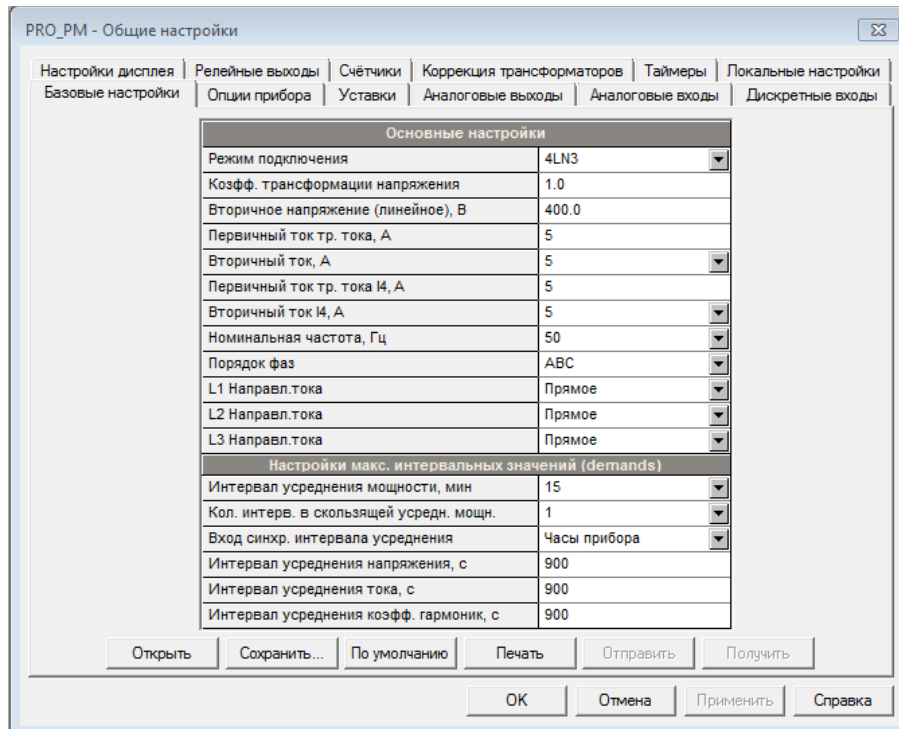 PRO_PM - Общие настройки
Настройки дисплея Релейные выходы Счётчики Коррекция трансформаторов Таймеры Локальные настройки
Базовые настройки Опции прибора Уставки Аналоговые выходы Аналоговые входы Дискретные входы
Основные настройки
Режим подключения 4LN3
Коэфф. трансформации напряжения 1.0
Вторичное напряжение (линейное), В 400.0
Первичный ток тр. тока, А 5
Вторичный ток, А 5
Первичный ток тр. тока I4, А 5
Вторичный ток I4, А 5
Номинальная частота, Гц 50
Порядок фаз ABC
L1 Направл.тока Прямое
L2 Направл.тока Прямое
L3 Направл.тока Прямое
Настройки макс. интервальных значений (demands)
Интервал усреднения мощности, мин 15
Кол. интерв. в скользящей усредн. мощн. 1
Вход синхр. интервала усреднения Часы прибора
Интервал усреднения напряжения, с 900
Интервал усреднения тока, с 900
Интервал усреднения коэфф. гармоник, с 900
Открыть Сохранить... По умолчанию Печать Отправить Получить
OK Отмена Применить Справка